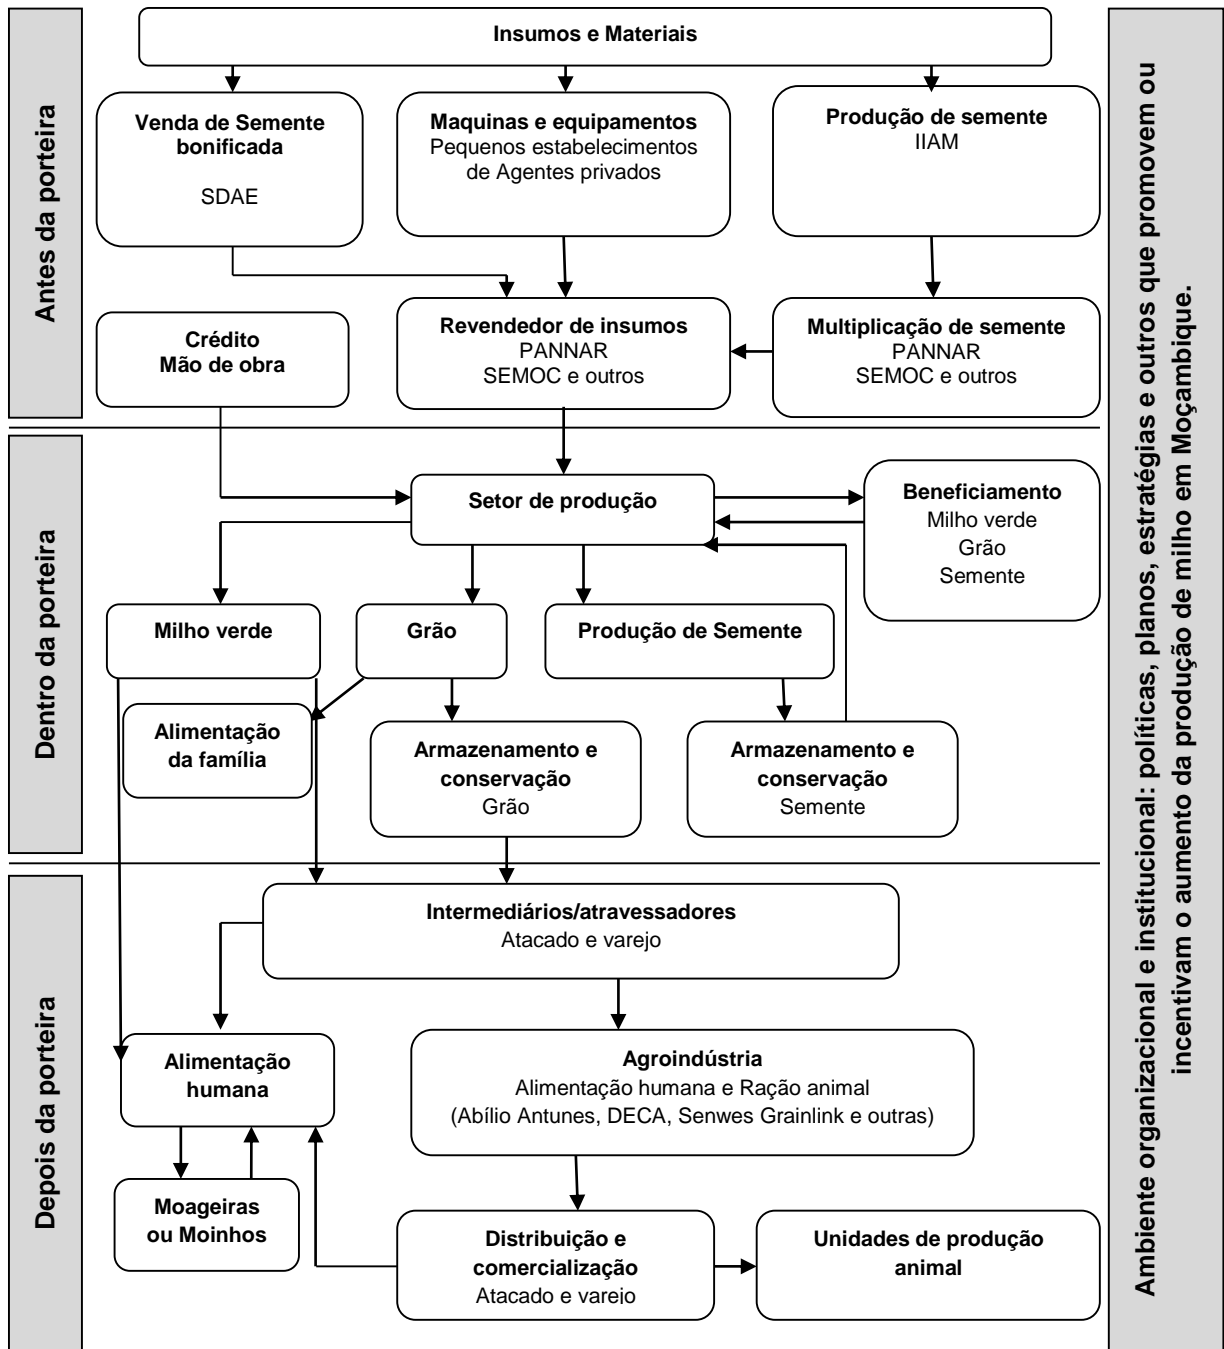 Insumos e Materiais
Antes da porteira
Venda de Semente
bonificada
SDAE
Maquinas e equipamentos
Pequenos estabelecimentos
de Agentes privados
Produção de semente
IIAM
Crédito
Mão de obra
Revendedor de insumos
PANNAR
SEMOC e outros
Multiplicação de semente
PANNAR
SEMOC e outros
Dentro da porteira
Setor de produção
Beneficiamento
Milho verde
Grão
Semente
Milho verde
Grão
Produção de Semente
Alimentação
da família
Armazenamento e
conservação
Grão
Armazenamento e
conservação
Semente
Depois da porteira
Intermediários/atravessadores
Atacado e varejo
Alimentação
humana
Agroindústria
Alimentação humana e Ração animal
(Abílio Antunes, DECA, Senwes Grainlink e outras)
Moageiras
ou Moinhos
Distribuição e
comercialização
Atacado e varejo
Unidades de produção
animal
Ambiente organizacional e institucional: políticas, planos, estratégias e outros que promovem ou
incentivam o aumento da produção de milho em Moçambique.